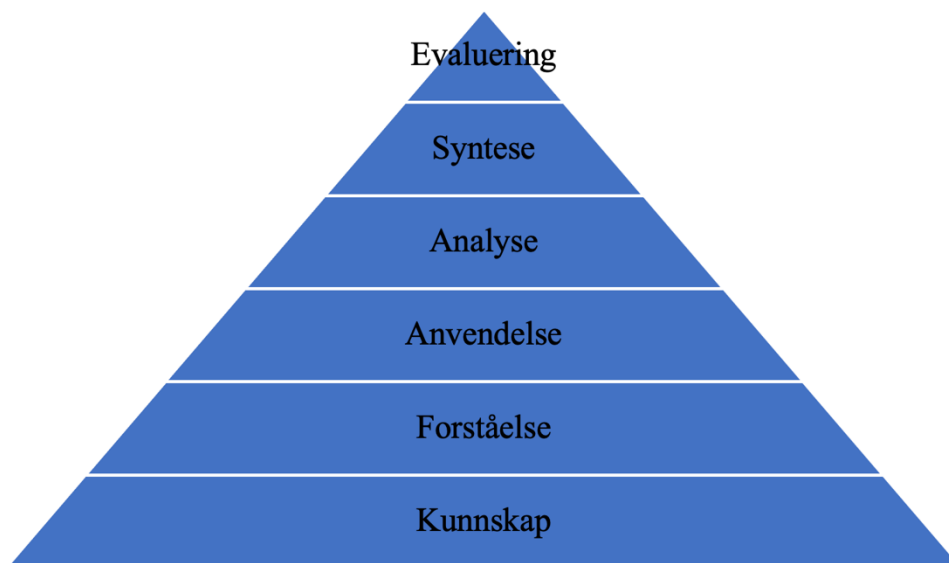 Evaluering
Syntese
Analyse
Anvendelse
Forståelse
Kunnskap